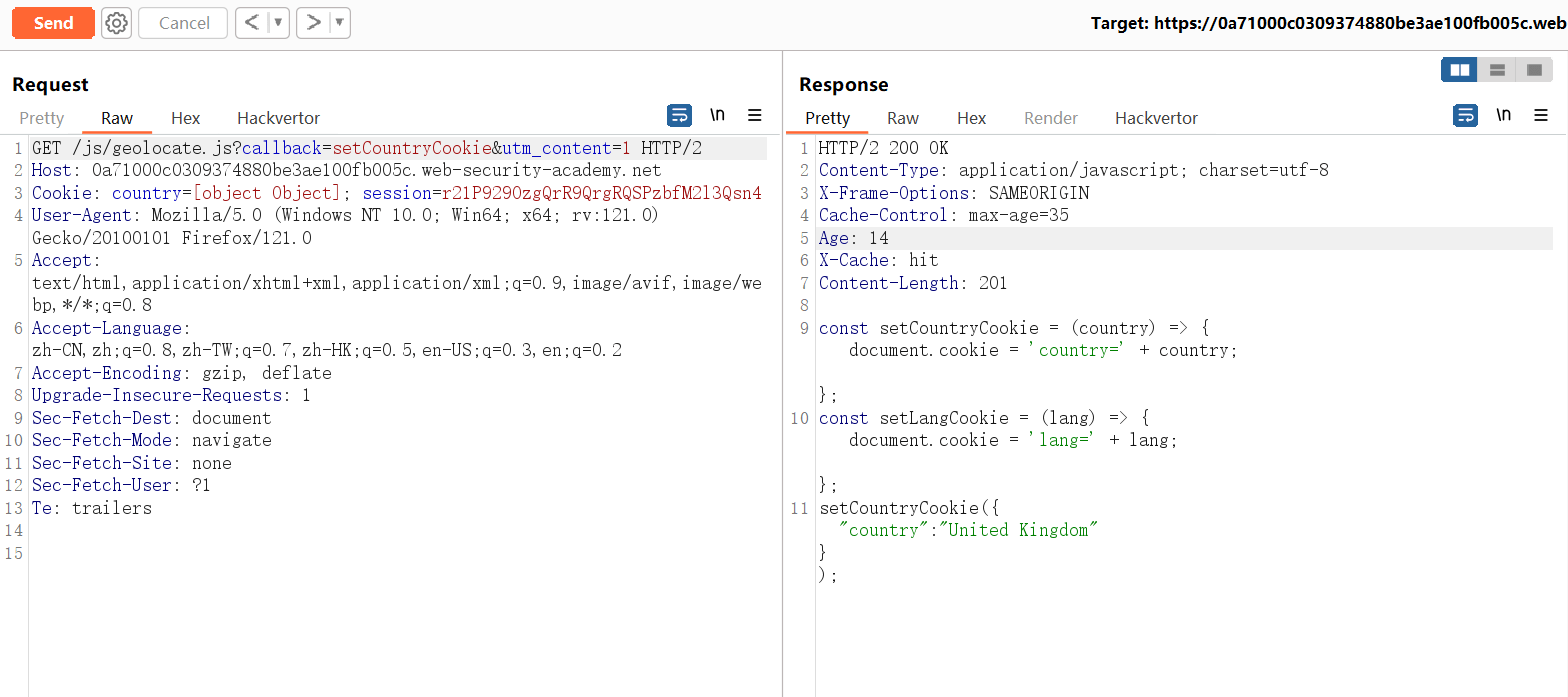 Send Cancel < ▼ > ▼ Target: https://0a71000c0309374880be3ae100fb005c.web
Request
Pretty Raw Hex Hackvertor \n
1 GET /js/geolocate.js?callback=setCountryCookie&utm_content=1 HTTP/2
2 Host: 0a71000c0309374880be3ae100fb005c.web-security-academy.net
3 Cookie: country=[object Object]; session=r21P929OzgQrR9QrgRQSPzbfM2l3Qsn4
4 User-Agent: Mozilla/5.0 (Windows NT 10.0; Win64; x64; rv:121.0)
Gecko/20100101 Firefox/121.0
5 Accept:
text/html,application/xhtml+xml,application/xml;q=0.9,image/avif,image/we
bp,*/*;q=0.8
6 Accept-Language:
zh-CN,zh;q=0.8,zh-TW;q=0.7,zh-HK;q=0.5,en-US;q=0.3,en;q=0.2
7 Accept-Encoding: gzip, deflate
8 Upgrade-Insecure-Requests: 1
9 Sec-Fetch-Dest: document
10 Sec-Fetch-Mode: navigate
11 Sec-Fetch-Site: none
12 Sec-Fetch-User: ?1
13 Te: trailers
14
15
Response
Pretty Raw Hex Render Hackvertor \n
1 HTTP/2 200 OK
2 Content-Type: application/javascript; charset=utf-8
3 X-Frame-Options: SAMEORIGIN
4 Cache-Control: max-age=35
5 Age: 14
6 X-Cache: hit
7 Content-Length: 201
8
9 const setCountryCookie = (country) => {
document.cookie = 'country=' + country;
};
10 const setLangCookie = (lang) => {
document.cookie = 'lang=' + lang;
};
11 setCountryCookie({
"country":"United Kingdom"
}
);